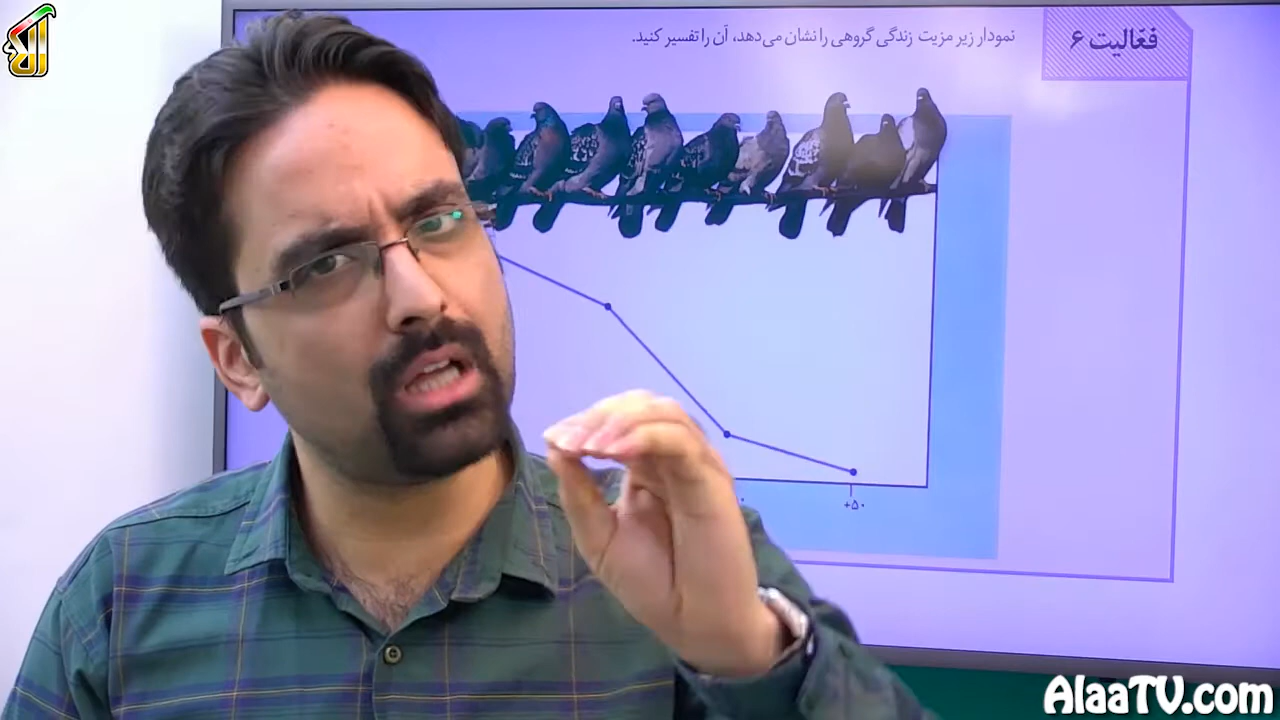 فعّالیت ۶
نمودار زیر مزیت زندگی گروهی را نشان می‌دهد، آن را تفسیر کنید.
+۵۰
آلاء
AlaaTV.com